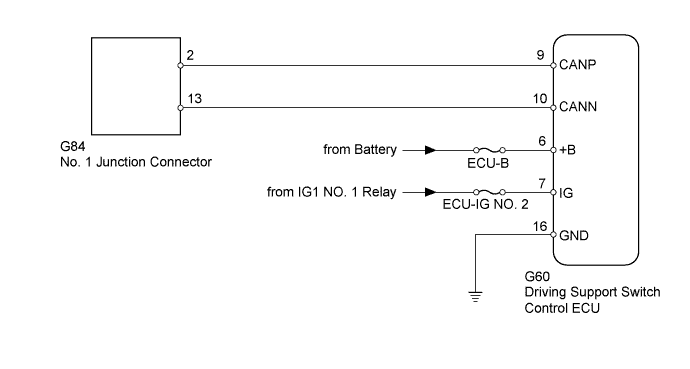 2
9
CANP
13
10
CANN
G84
No. 1 Junction Connector
from Battery
ECU-B
6
+B
from IG1 NO. 1 Relay
ECU-IG NO. 2
7
IG
16
GND
G60
Driving Support Switch
Control ECU